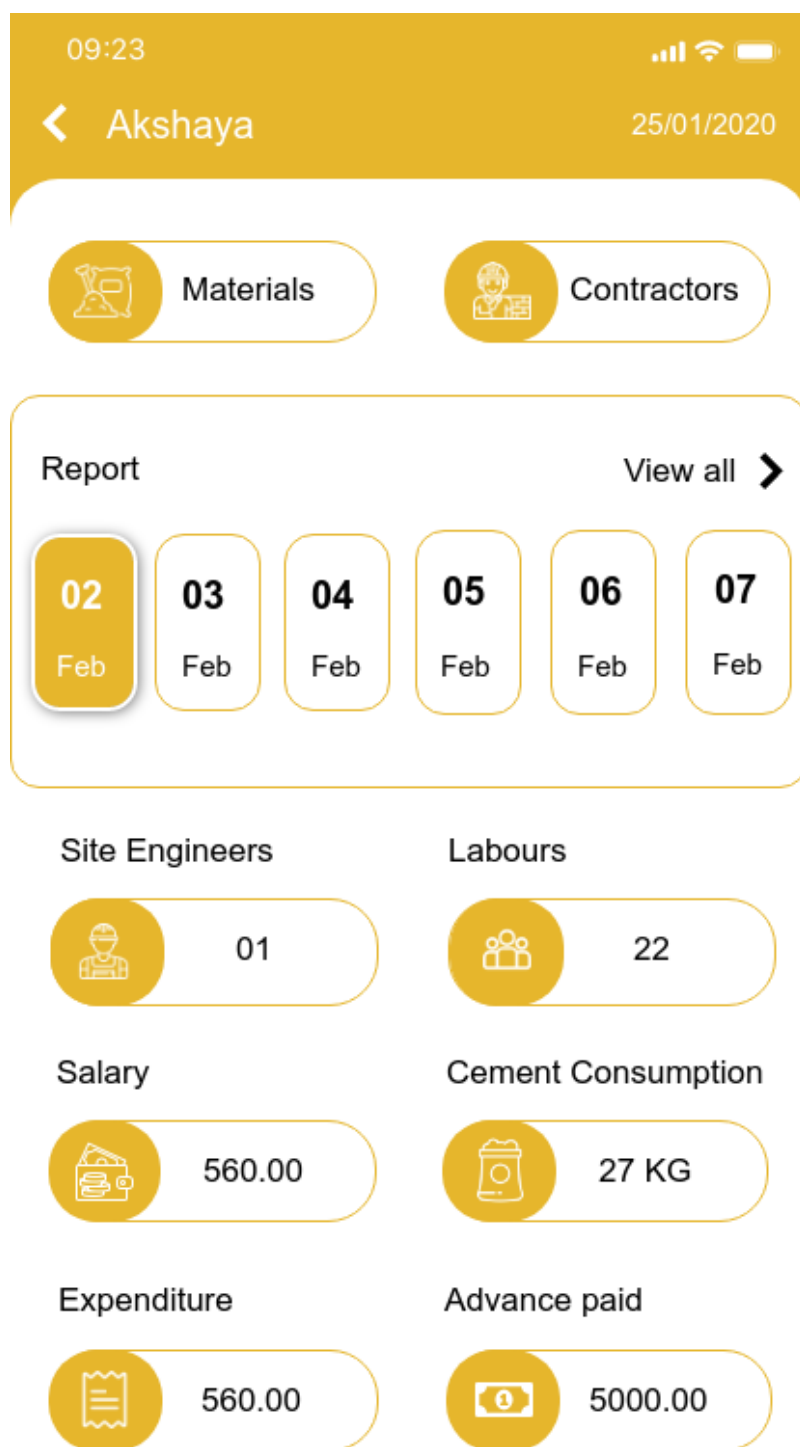 09:23
Akshaya 25/01/2020
Materials Contractors
Report View all
02 03 04 05 06 07
Feb Feb Feb Feb Feb Feb
Site Engineers Labours
01 22
Salary Cement Consumption
560.00 27 KG
Expenditure Advance paid
560.00 1 5000.00